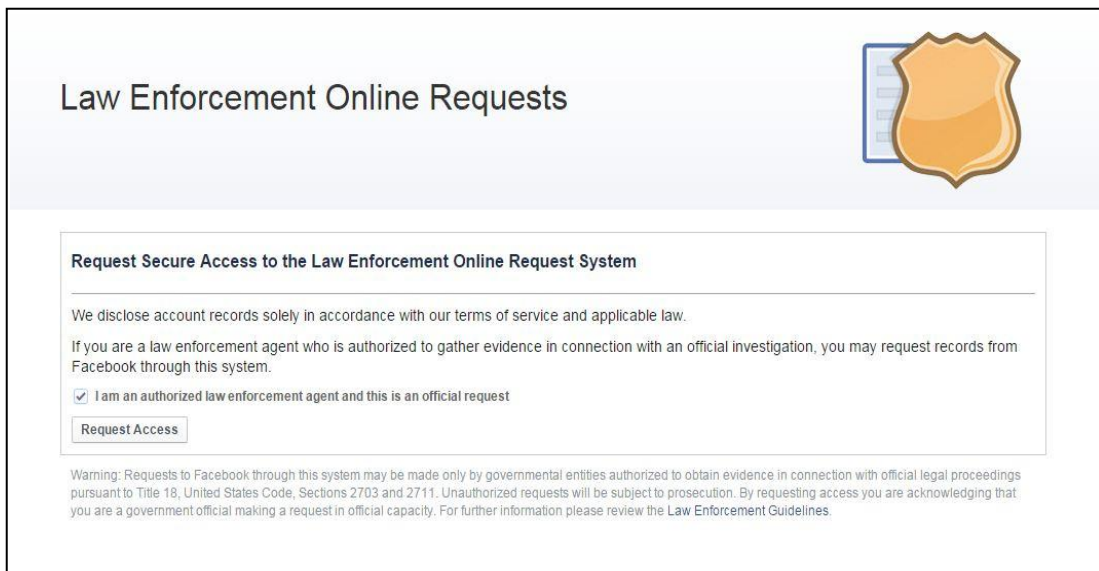 Law Enforcement Online Requests
Request Secure Access to the Law Enforcement Online Request System
We disclose account records solely in accordance with our terms of service and applicable law.
If you are a law enforcement agent who is authorized to gather evidence in connection with an official investigation, you may request records from
Facebook through this system.
I am an authorized law enforcement agent and this is an official request
Request Access
Warning: Requests to Facebook through this system may be made only by governmental entities authorized to obtain evidence in connection with official legal proceedings
pursuant to Title 18, United States Code, Sections 2703 and 2711. Unauthorized requests will be subject to prosecution. By requesting access you are acknowledging that
you are a government official making a request in official capacity. For further information please review the Law Enforcement Guidelines.